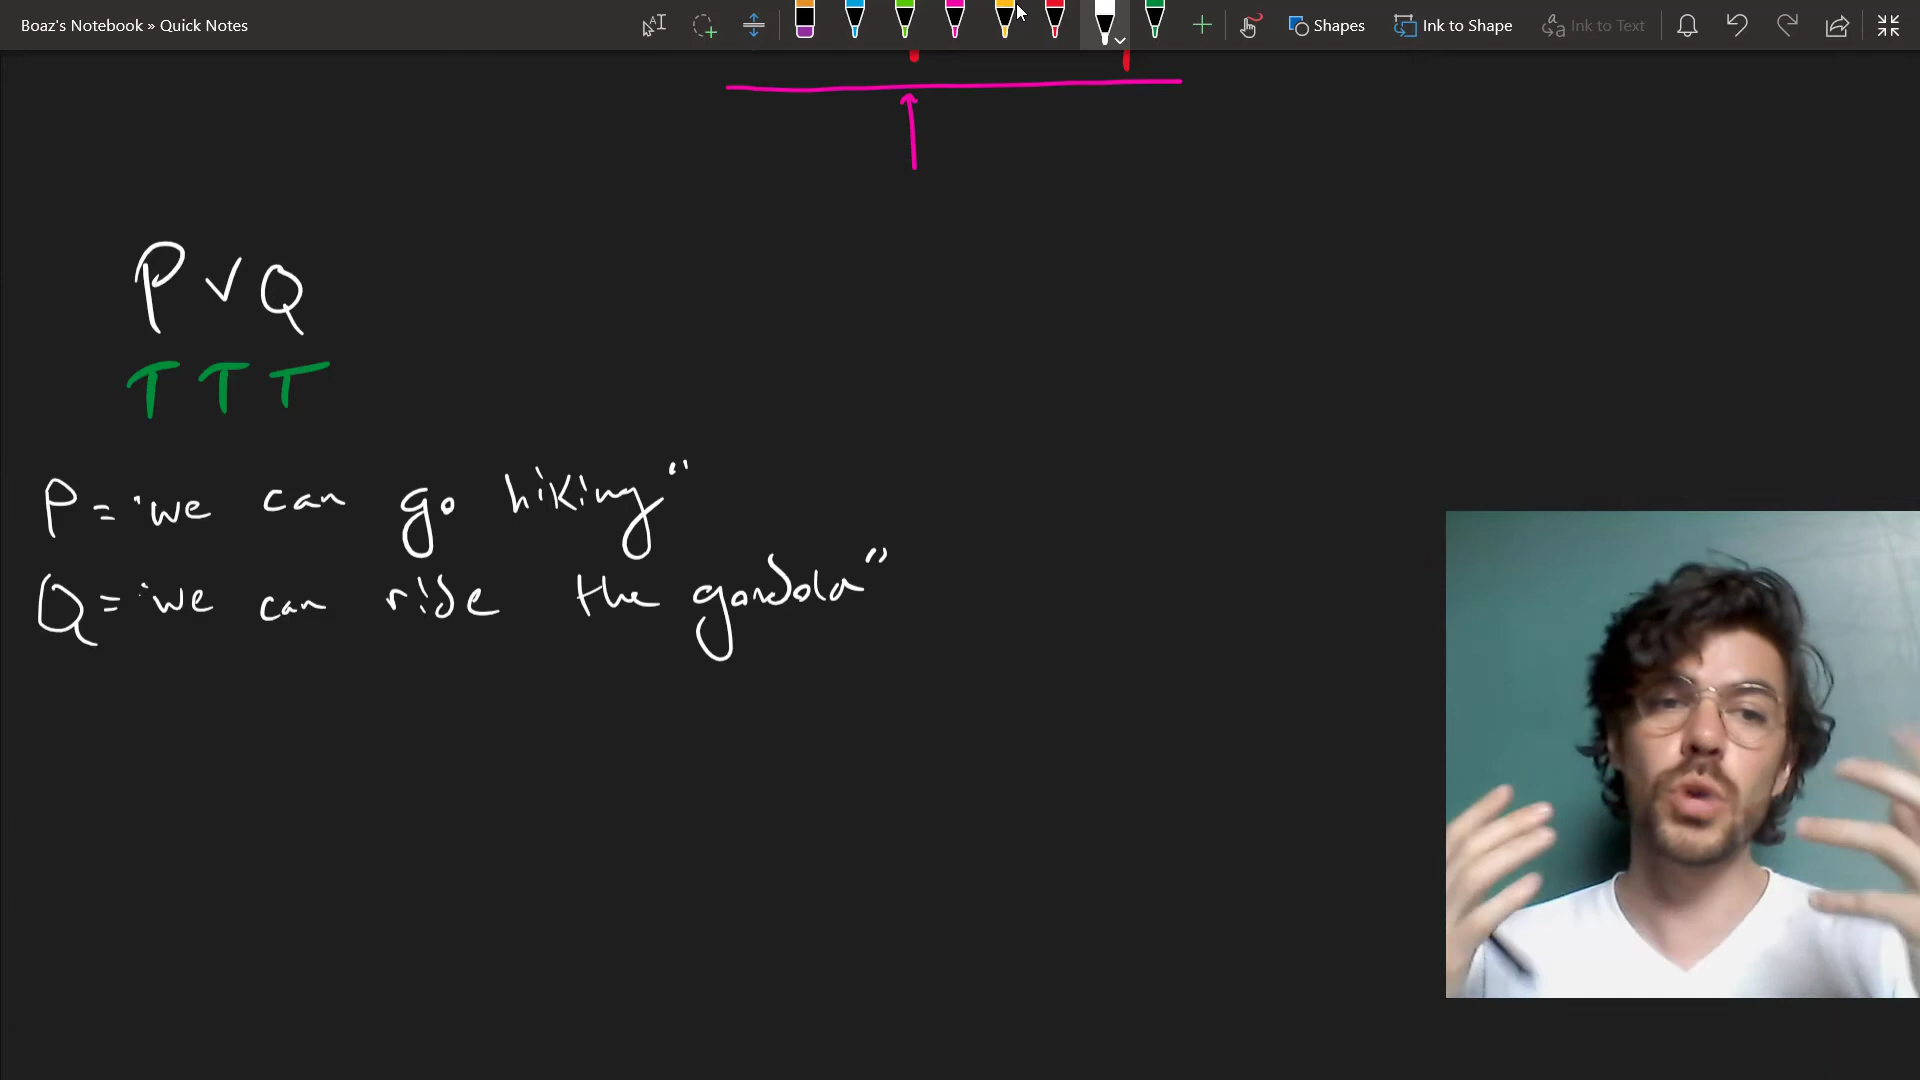 Boaz's Notebook » Quick Notes
Shapes
Ink to Shape
Ink to Text
P ∨ Q
T T T
P = "we can go hiking"
Q = "we can ride the gondola"